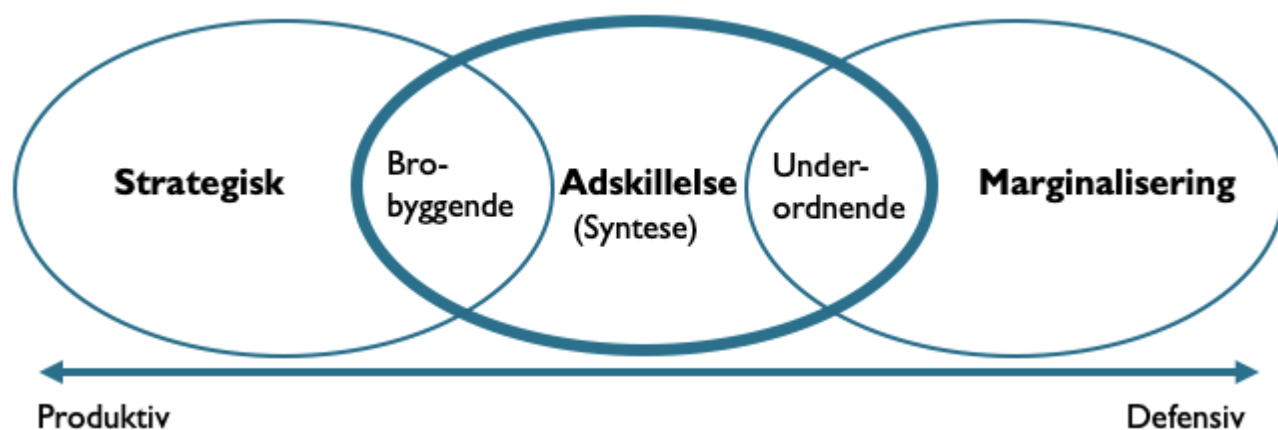 Strategisk
Bro-
byggende
Adskillelse
(Syntese)
Under-
ordnende
Marginalisering
Produktiv
Defensiv